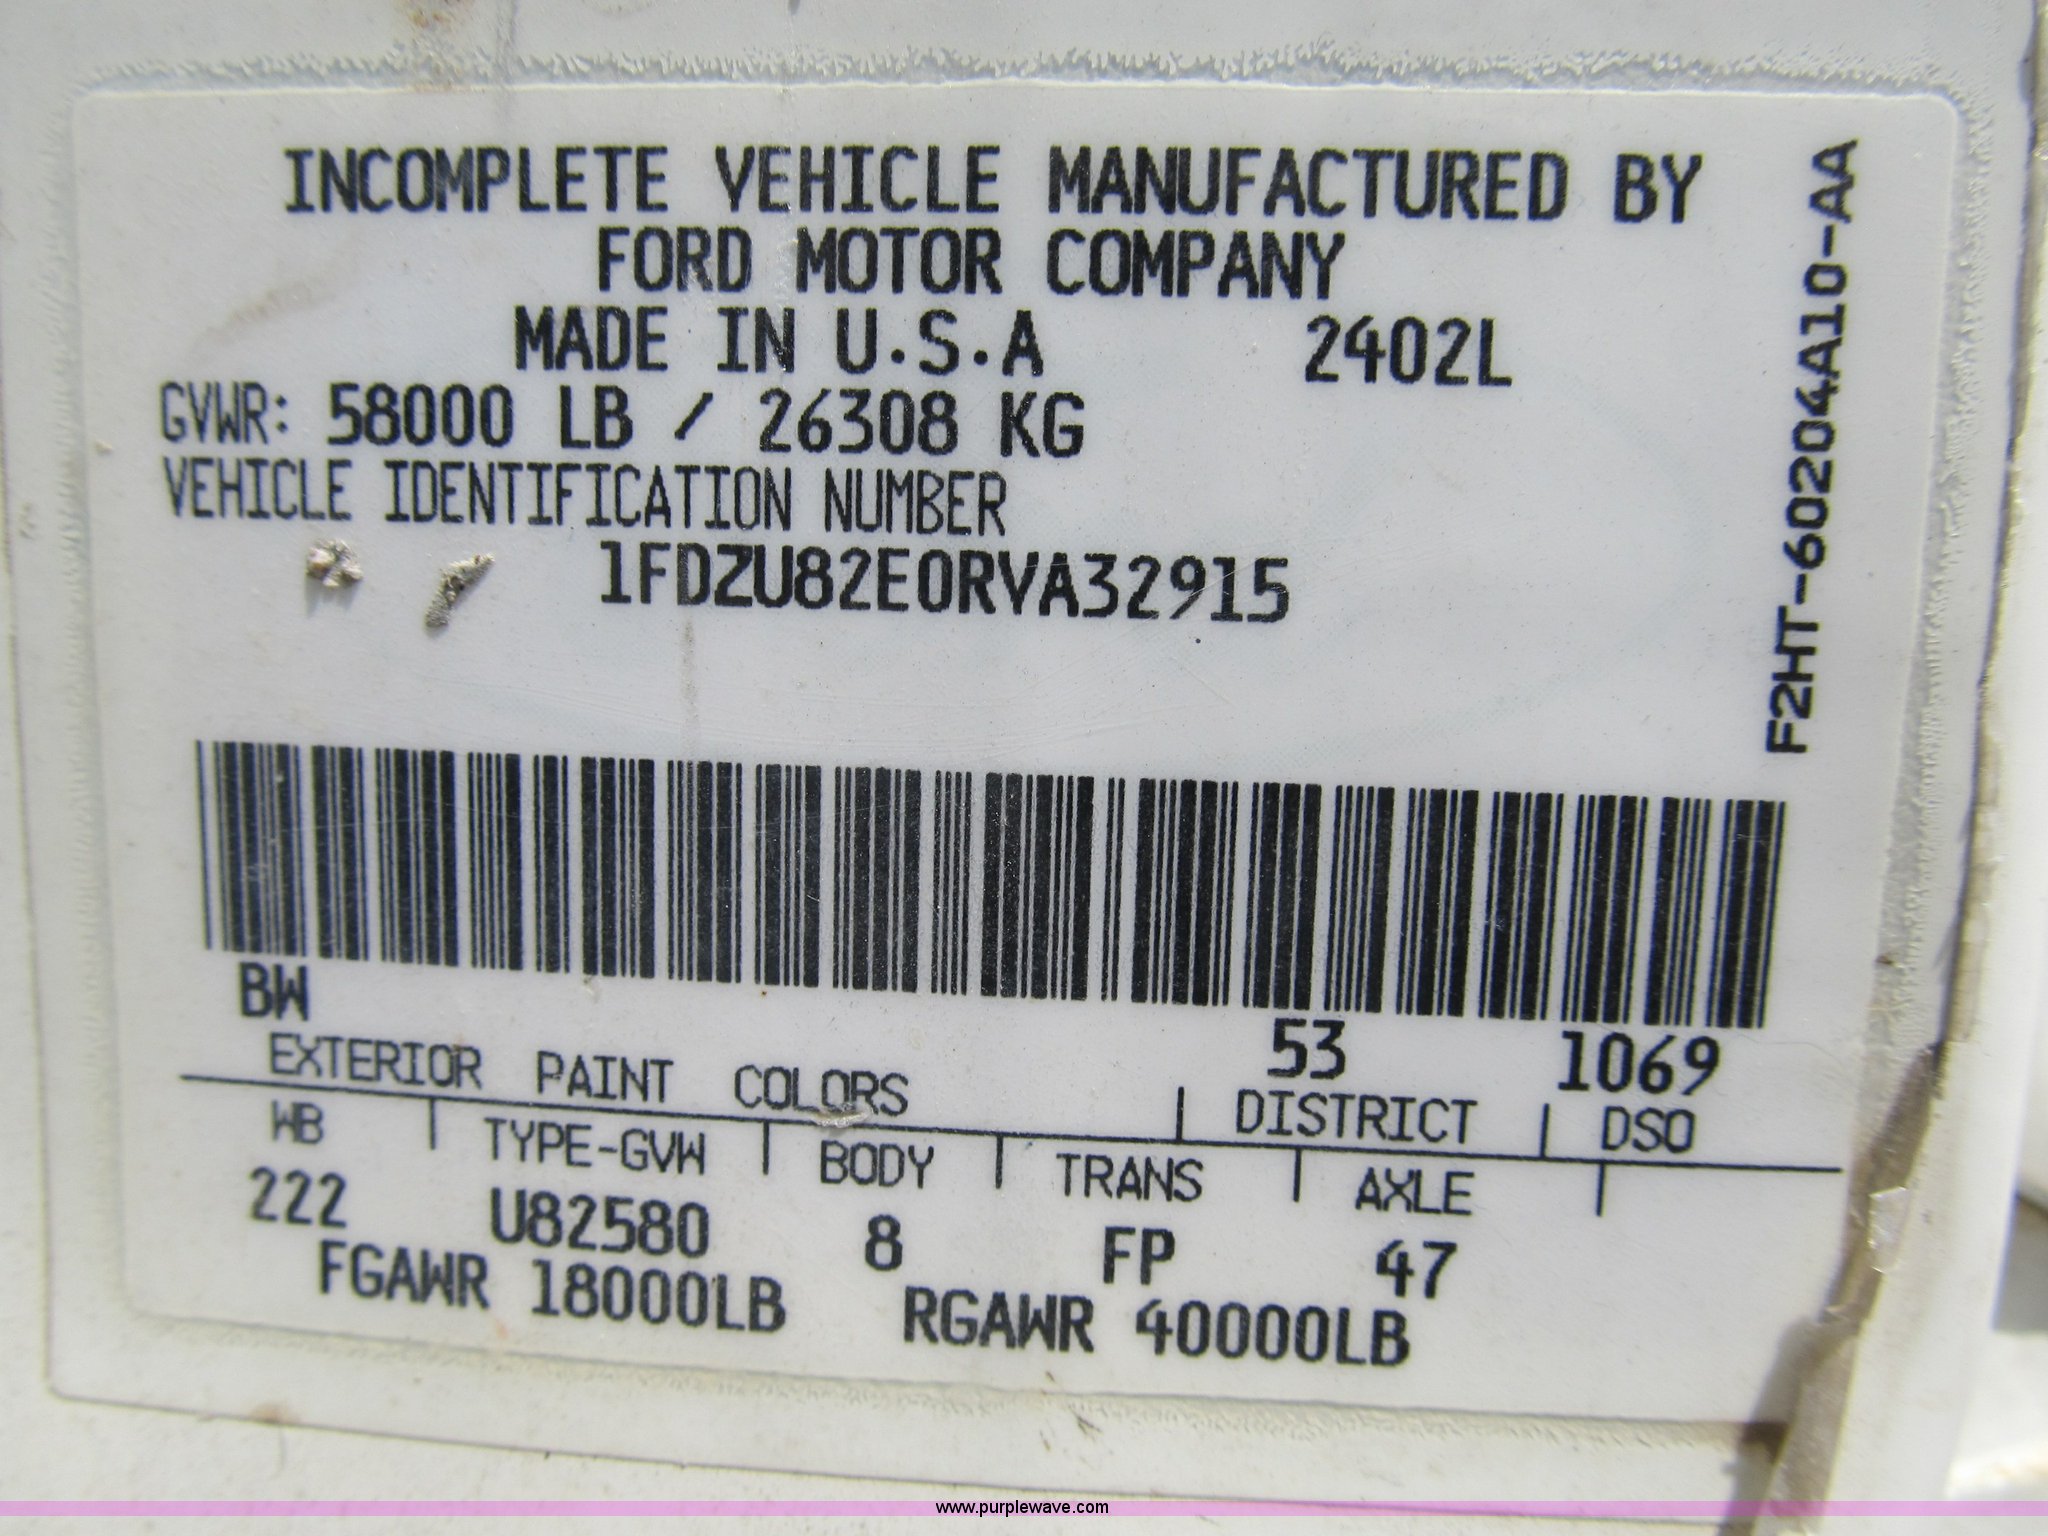 INCOMPLETE VEHICLE MANUFACTURED BY
FORD MOTOR COMPANY
MADE IN U.S.A 2402L
GVWR: 58000 LB / 26308 KG
VEHICLE IDENTIFICATION NUMBER
1FDZU82E0RVA32915
F2HT-60204A10-AA
BW 53 1069
EXTERIOR PAINT COLORS DISTRICT DSO
WB TYPE-GVW BODY TRANS AXLE
222 U82580 8 FP 47
FGAWR 18000LB RGAWR 40000LB
www.purplewave.com